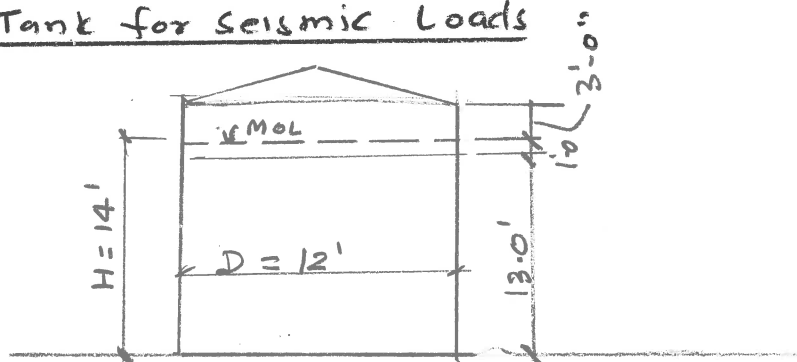 Tank for Seismic Loads
3'-0"
MOL
1.0
H = 14'
D = 12'
13.0'